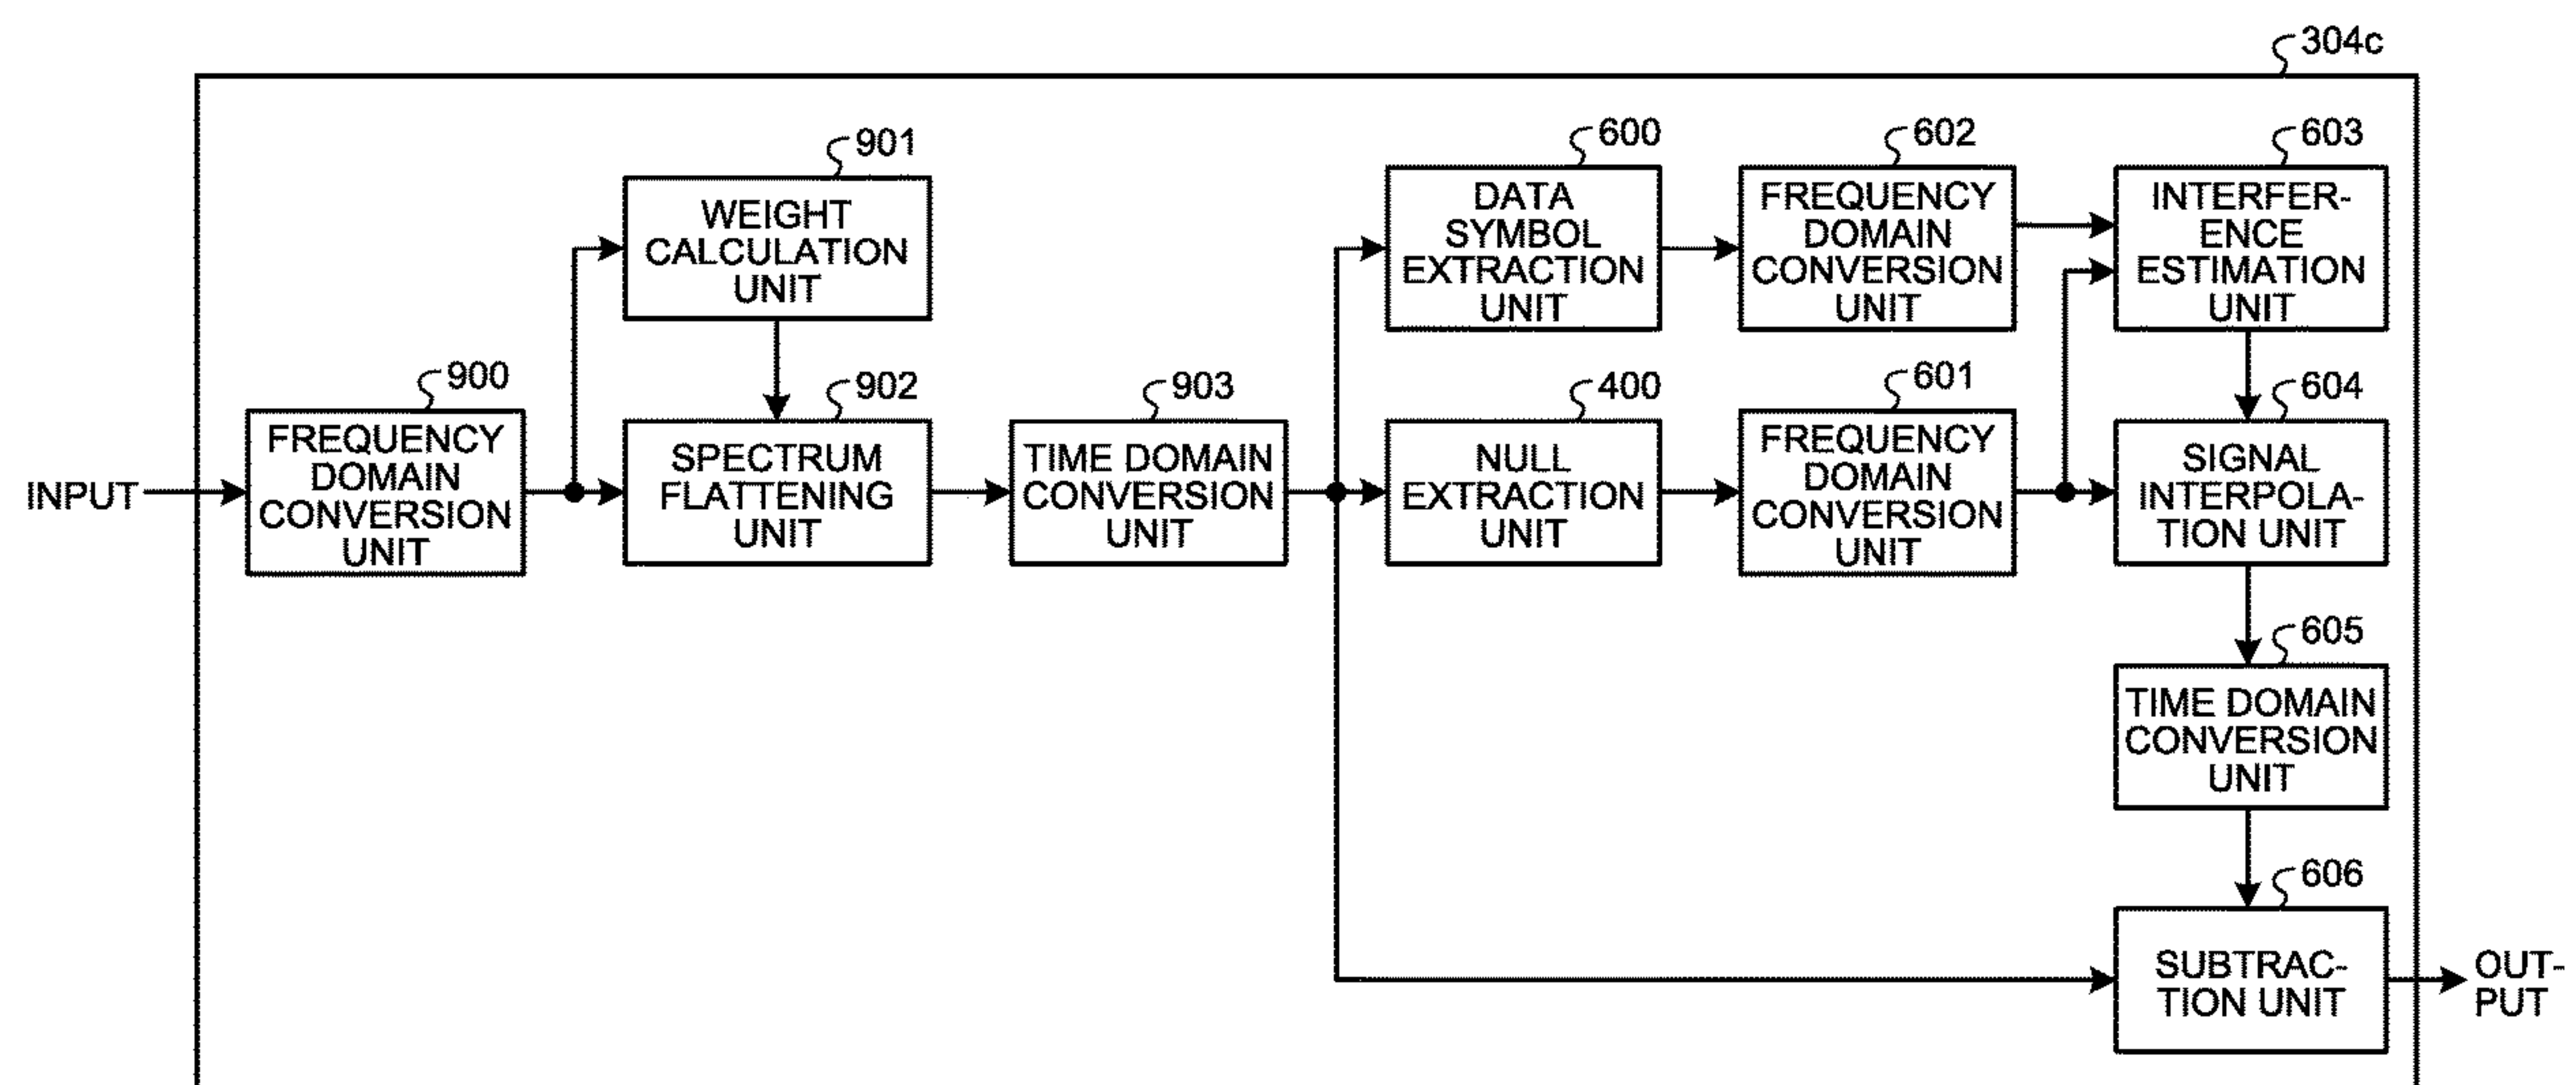 304c
901
WEIGHT
CALCULATION
UNIT
600
DATA
SYMBOL
EXTRACTION
UNIT
602
FREQUENCY
DOMAIN
CONVERSION
UNIT
603
INTERFER-
ENCE
ESTIMATION
UNIT
INPUT
900
FREQUENCY
DOMAIN
CONVERSION
UNIT
902
SPECTRUM
FLATTENING
UNIT
903
TIME DOMAIN
CONVERSION
UNIT
400
NULL
EXTRACTION
UNIT
601
FREQUENCY
DOMAIN
CONVERSION
UNIT
604
SIGNAL
INTERPOLA-
TION UNIT
605
TIME DOMAIN
CONVERSION
UNIT
606
SUBTRAC-
TION UNIT
OUT-
PUT